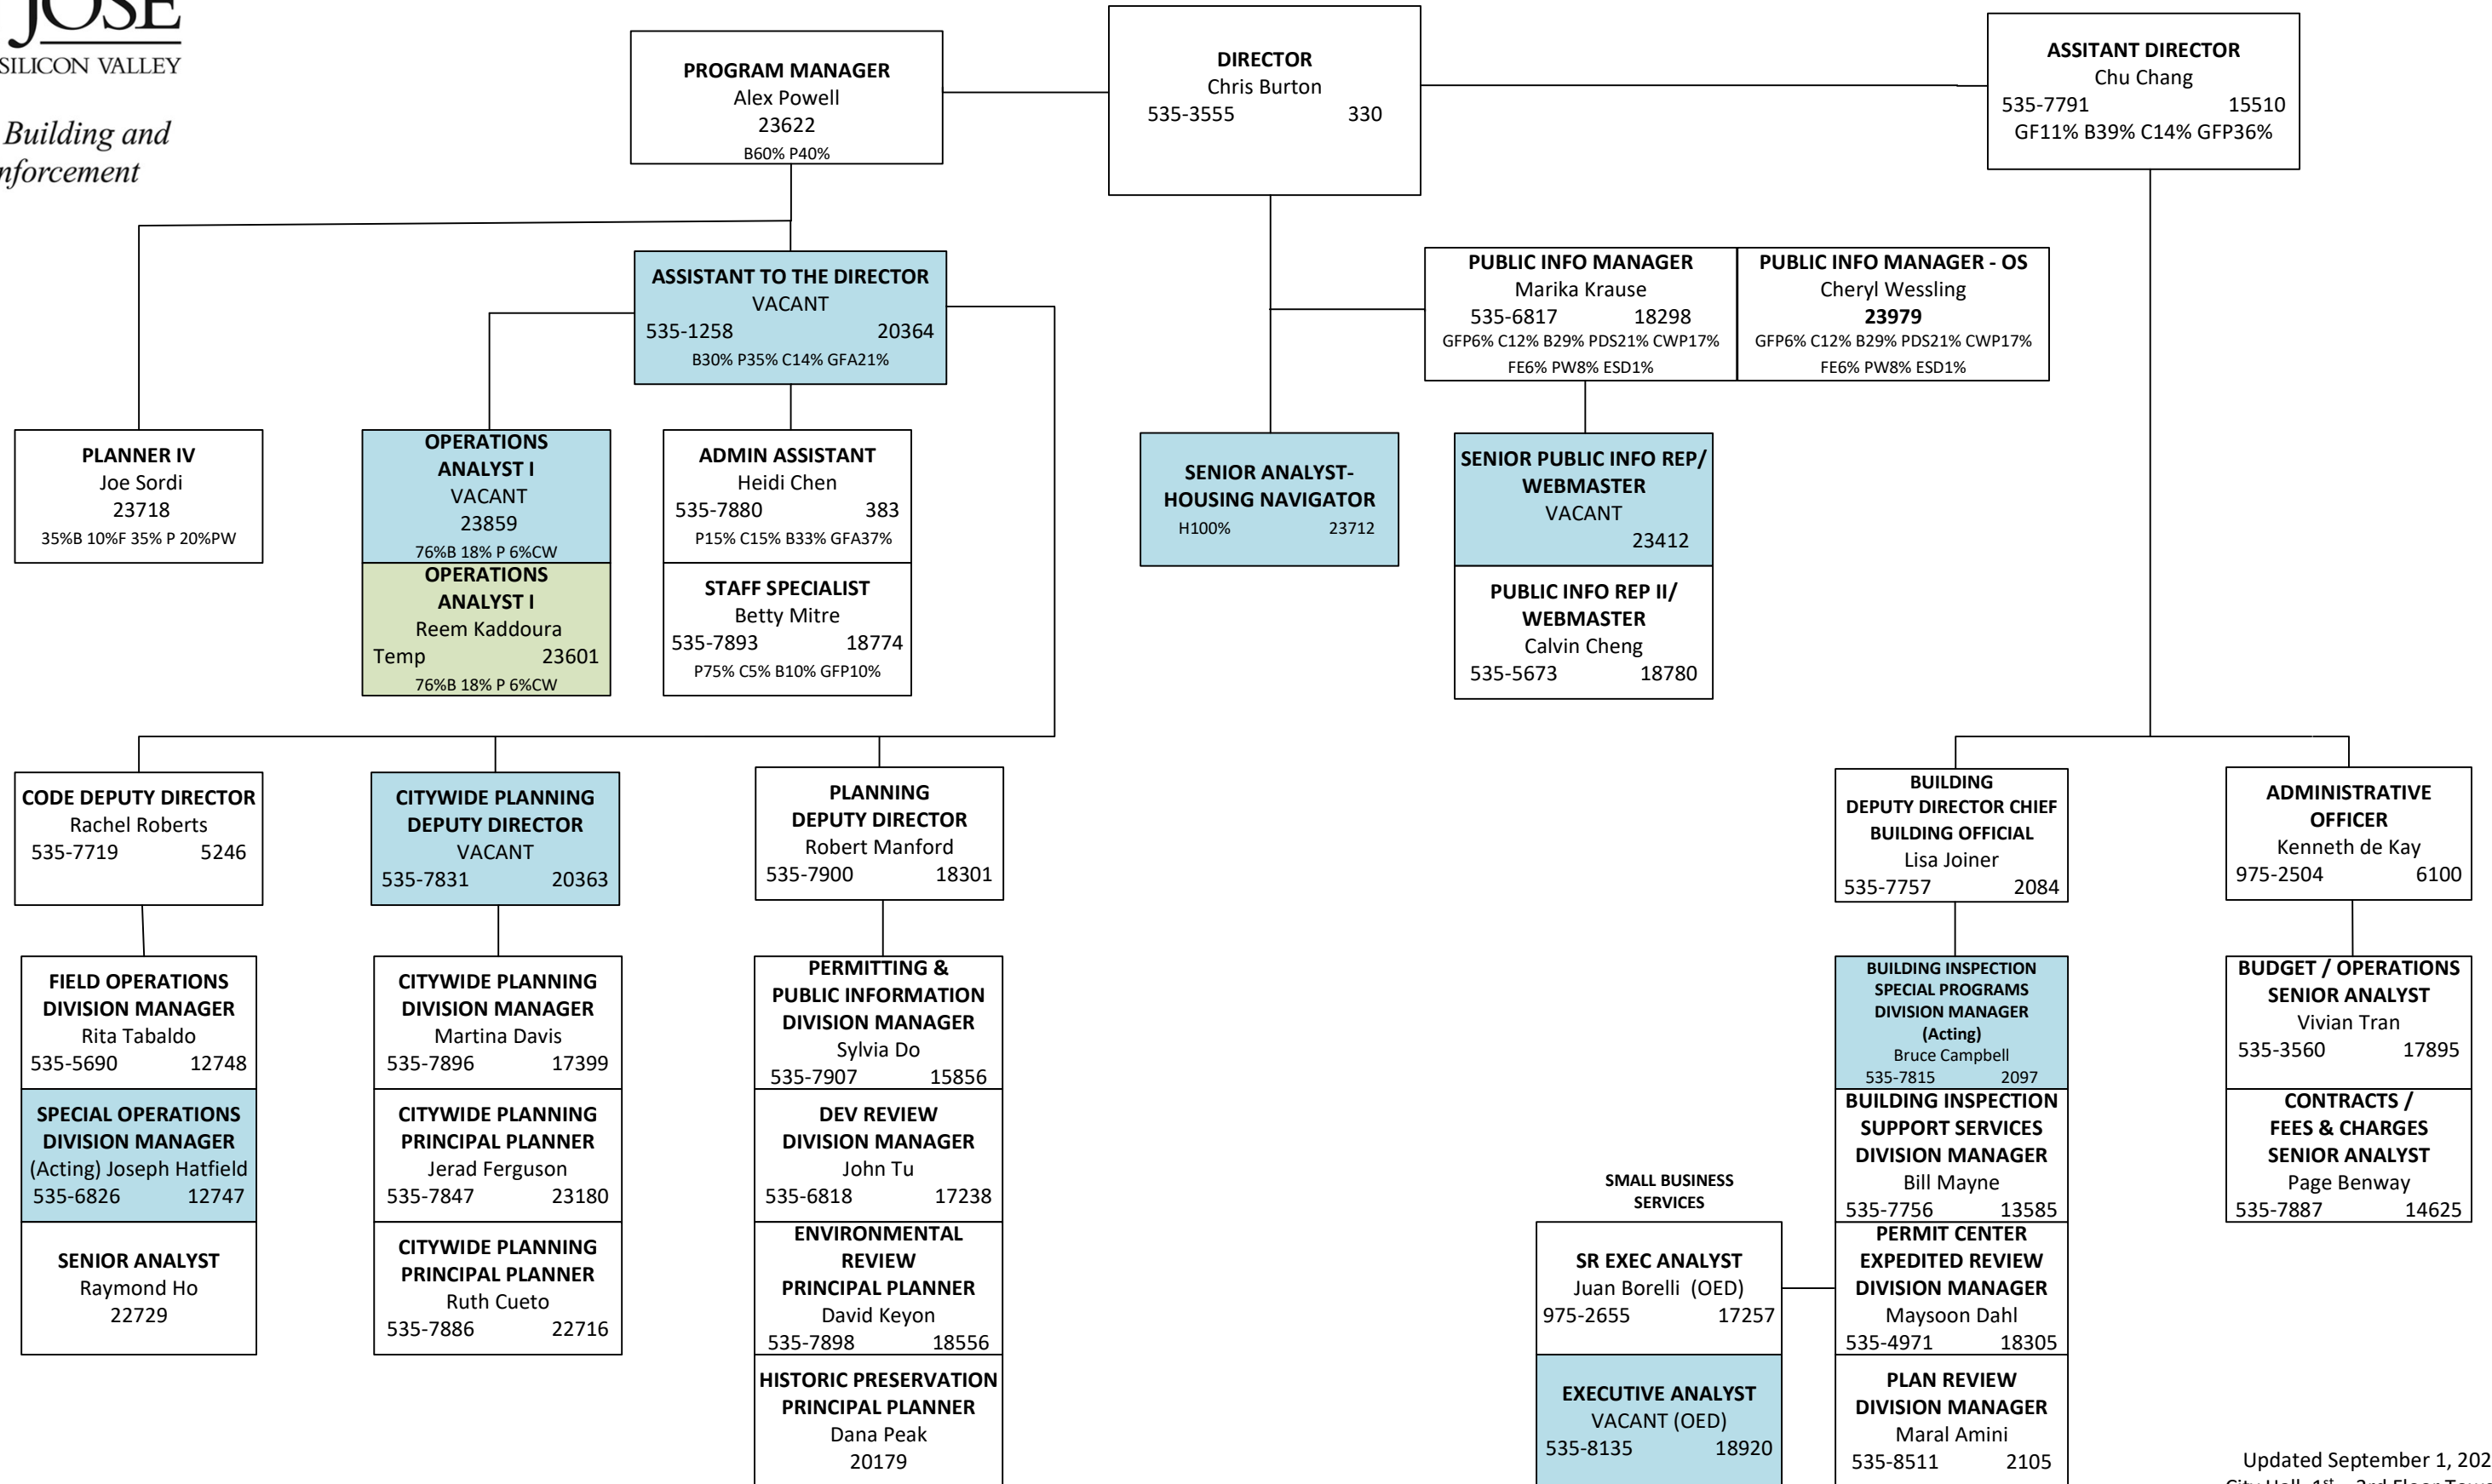 JOSE
SILICON VALLEY
Building and
nforcement
PROGRAM MANAGER
Alex Powell
23622
B60% P40%
DIRECTOR
Chris Burton
535-3555 330
ASSITANT DIRECTOR
Chu Chang
535-7791 15510
GF11% B39% C14% GFP36%
ASSISTANT TO THE DIRECTOR
VACANT
535-1258 20364
B30% P35% C14% GFA21%
PUBLIC INFO MANAGER
Marika Krause
535-6817 18298
GFP6% C12% B29% PDS21% CWP17%
FE6% PW8% ESD1%
PUBLIC INFO MANAGER - OS
Cheryl Wessling
23979
GFP6% C12% B29% PDS21% CWP17%
FE6% PW8% ESD1%
PLANNER IV
Joe Sordi
23718
35%B 10%F 35% P 20%PW
OPERATIONS
ANALYST I
VACANT
23859
76%B 18% P 6%CW
OPERATIONS
ANALYST I
Reem Kaddoura
Temp 23601
76%B 18% P 6%CW
ADMIN ASSISTANT
Heidi Chen
535-7880 383
P15% C15% B33% GFA37%
STAFF SPECIALIST
Betty Mitre
535-7893 18774
P75% C5% B10% GFP10%
SENIOR ANALYST-
HOUSING NAVIGATOR
H100% 23712
SENIOR PUBLIC INFO REP/
WEBMASTER
VACANT
23412
PUBLIC INFO REP II/
WEBMASTER
Calvin Cheng
535-5673 18780
CODE DEPUTY DIRECTOR
Rachel Roberts
535-7719 5246
CITYWIDE PLANNING
DEPUTY DIRECTOR
VACANT
535-7831 20363
PLANNING
DEPUTY DIRECTOR
Robert Manford
535-7900 18301
BUILDING
DEPUTY DIRECTOR CHIEF
BUILDING OFFICIAL
Lisa Joiner
535-7757 2084
ADMINISTRATIVE
OFFICER
Kenneth de Kay
975-2504 6100
FIELD OPERATIONS
DIVISION MANAGER
Rita Tabaldo
535-5690 12748
SPECIAL OPERATIONS
DIVISION MANAGER
(Acting) Joseph Hatfield
535-6826 12747
SENIOR ANALYST
Raymond Ho
22729
CITYWIDE PLANNING
DIVISION MANAGER
Martina Davis
535-7896 17399
CITYWIDE PLANNING
PRINCIPAL PLANNER
Jerad Ferguson
535-7847 23180
CITYWIDE PLANNING
PRINCIPAL PLANNER
Ruth Cueto
535-7886 22716
PERMITTING &
PUBLIC INFORMATION
DIVISION MANAGER
Sylvia Do
535-7907 15856
DEV REVIEW
DIVISION MANAGER
John Tu
535-6818 17238
ENVIRONMENTAL
REVIEW
PRINCIPAL PLANNER
David Keyon
535-7898 18556
HISTORIC PRESERVATION
PRINCIPAL PLANNER
Dana Peak
20179
SMALL BUSINESS
SERVICES
SR EXEC ANALYST
Juan Borelli (OED)
975-2655 17257
EXECUTIVE ANALYST
VACANT (OED)
535-8135 18920
BUILDING INSPECTION
SPECIAL PROGRAMS
DIVISION MANAGER
(Acting)
Bruce Campbell
535-7815 2097
BUILDING INSPECTION
SUPPORT SERVICES
DIVISION MANAGER
Bill Mayne
535-7756 13585
PERMIT CENTER
EXPEDITED REVIEW
DIVISION MANAGER
Maysoon Dahl
535-4971 18305
PLAN REVIEW
DIVISION MANAGER
Maral Amini
535-8511 2105
BUDGET / OPERATIONS
SENIOR ANALYST
Vivian Tran
535-3560 17895
CONTRACTS /
FEES & CHARGES
SENIOR ANALYST
Page Benway
535-7887 14625
Updated September 1, 202